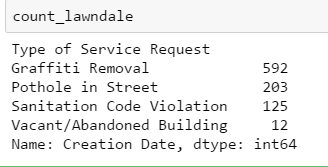 count_lawndale
Type of Service Request
Graffiti Removal 592
Pothole in Street 203
Sanitation Code Violation 125
Vacant/Abandoned Building 12
Name: Creation Date, dtype: int64